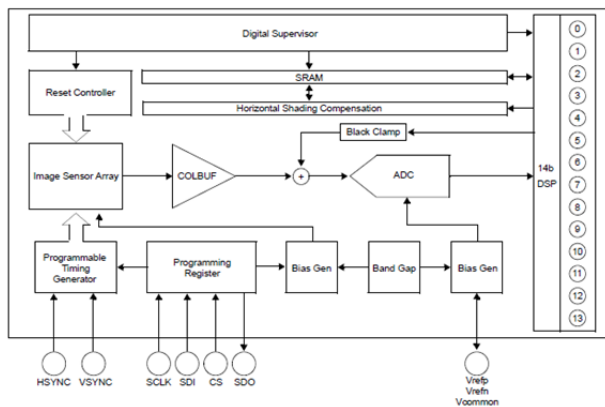 Digital Supervisor
0
1
SRAM
2
Reset Controller
3
Horizontal Shading Compensation
4
Black Clamp
5
Image Sensor Array
COLBUF
+
ADC
14b
DSP
6
7
8
9
Programmable
Timing
Generator
Programming
Register
Bias Gen
Band Gap
Bias Gen
10
11
12
13
HSYNC
VSYNC
SCLK
SDI
CS
SDO
Vrefp
Vrefn
Vcommon